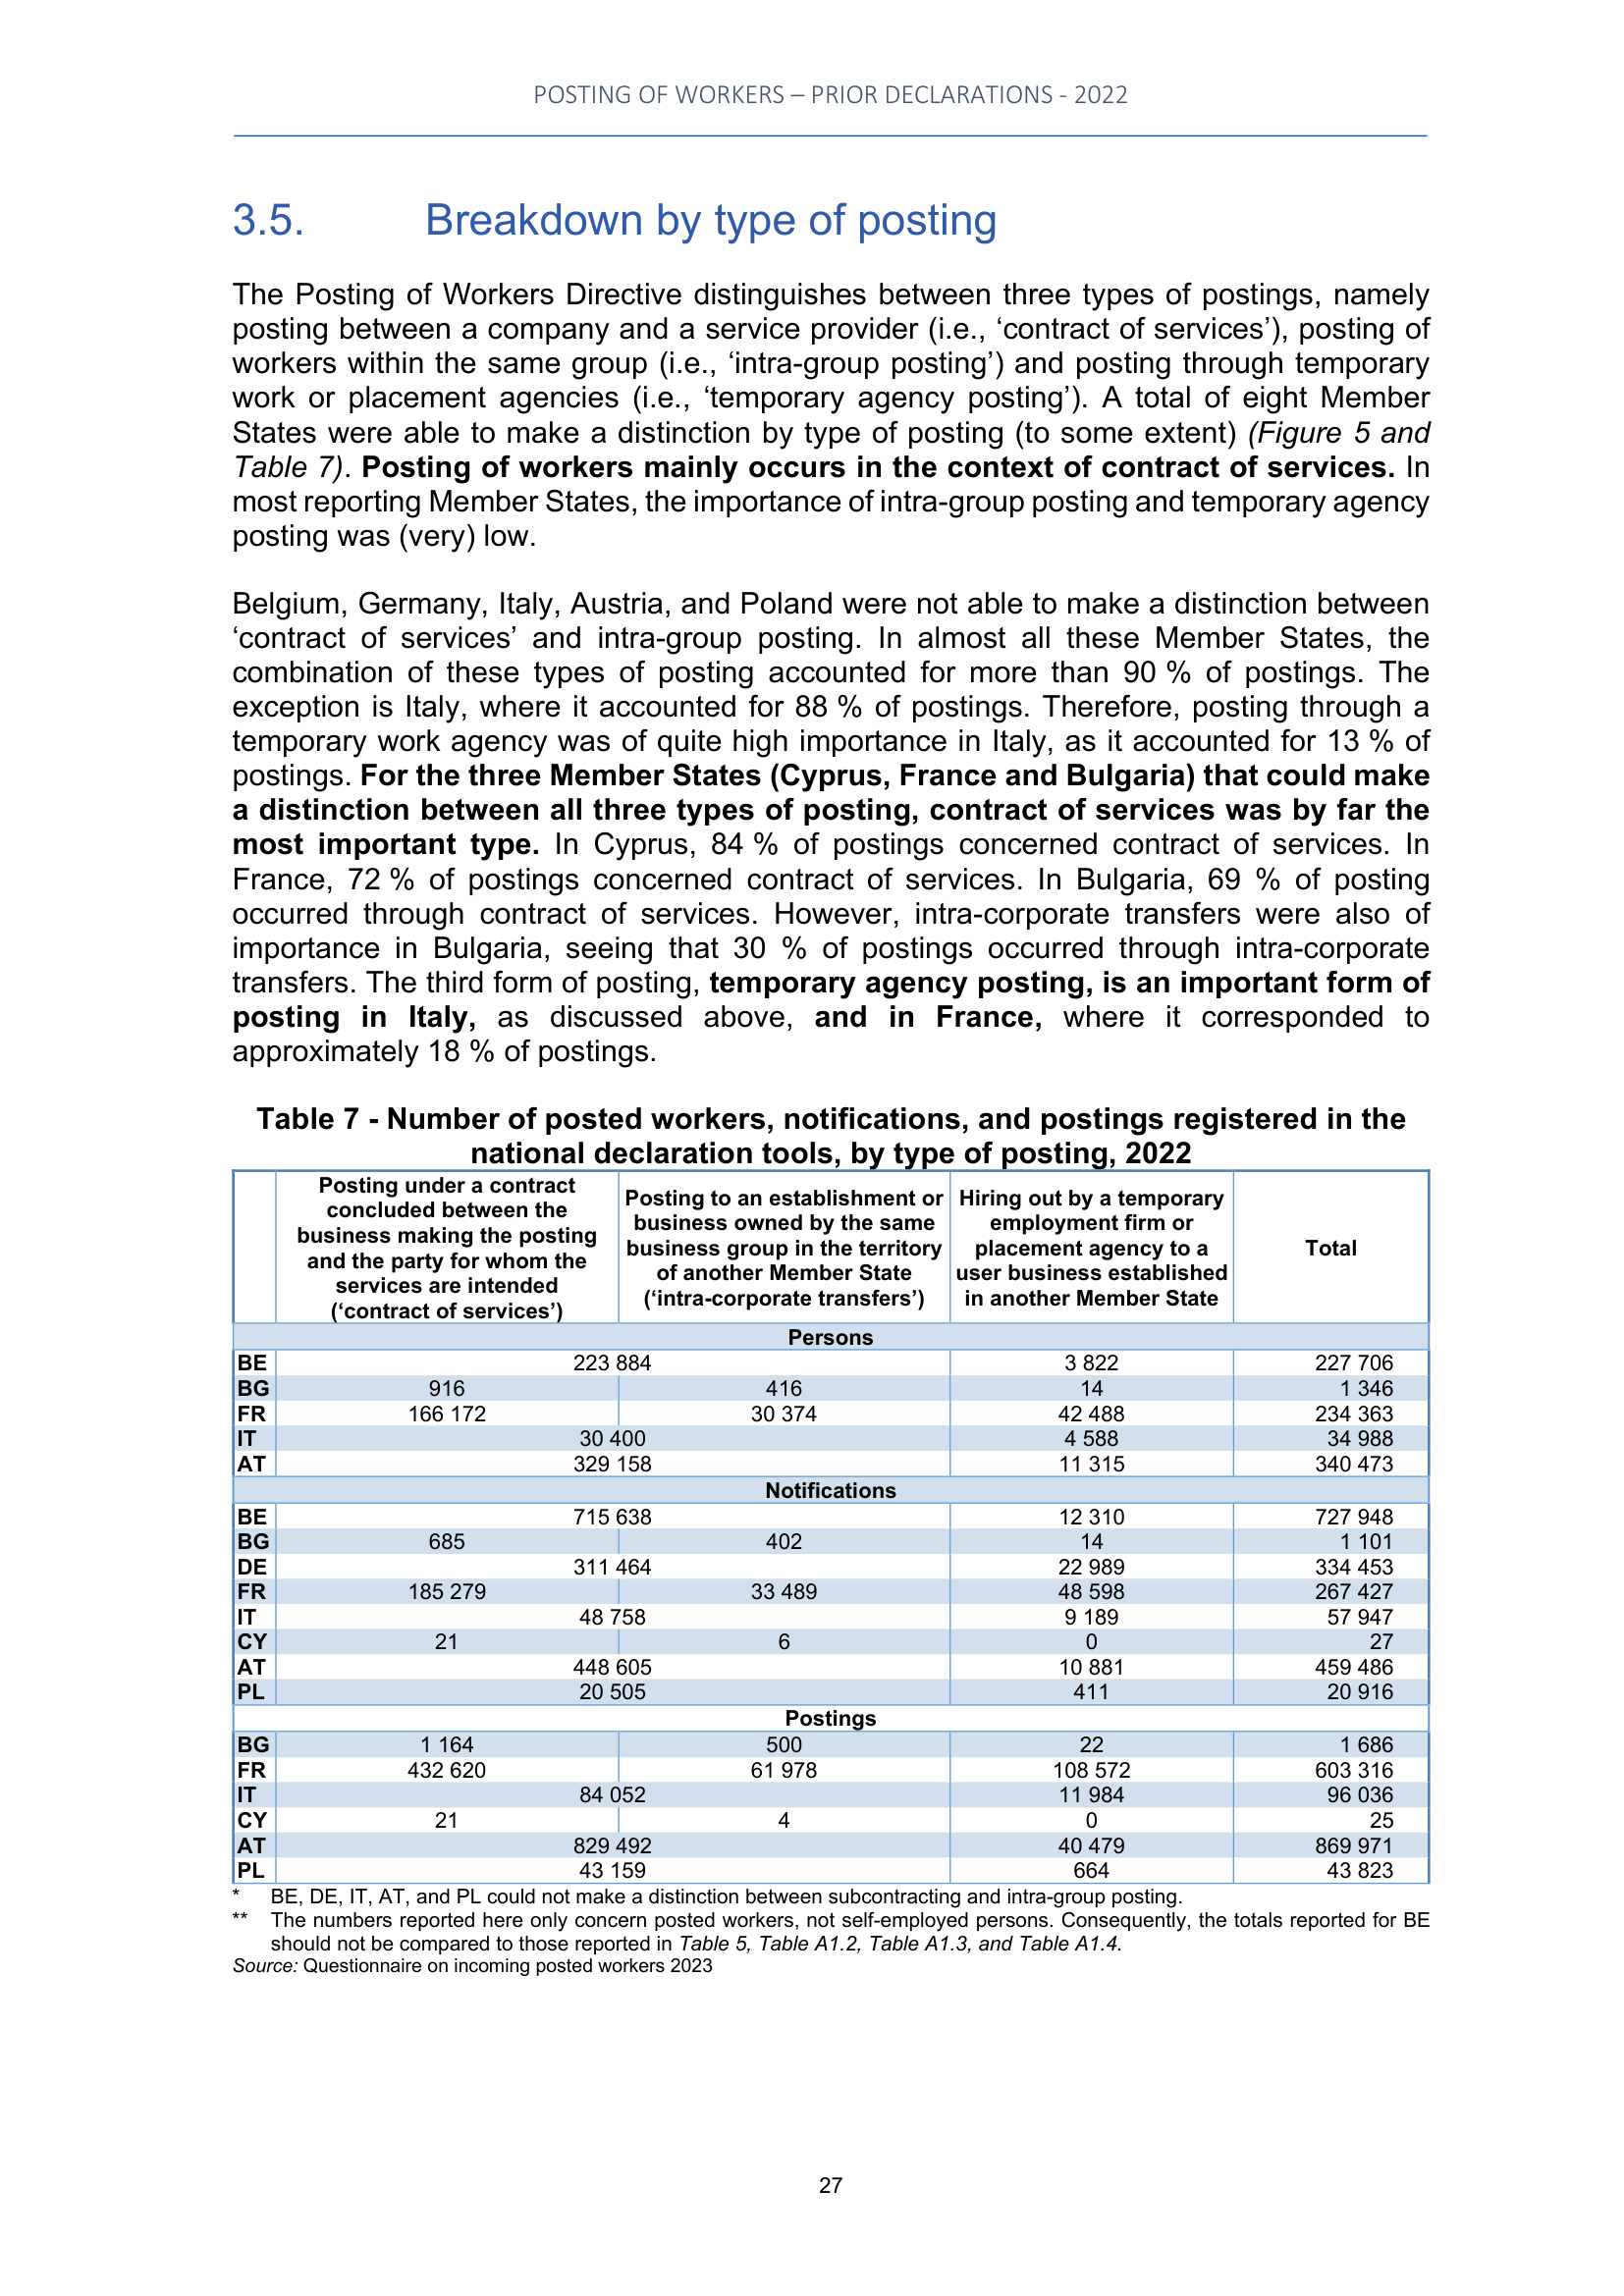 POSTING OF WORKERS – PRIOR DECLARATIONS - 2022
3.5. Breakdown by type of posting
The Posting of Workers Directive distinguishes between three types of postings, namely
posting between a company and a service provider (i.e., ‘contract of services’), posting of
workers within the same group (i.e., ‘intra-group posting’) and posting through temporary
work or placement agencies (i.e., ‘temporary agency posting’). A total of eight Member
States were able to make a distinction by type of posting (to some extent) (Figure 5 and
Table 7). Posting of workers mainly occurs in the context of contract of services. In
most reporting Member States, the importance of intra-group posting and temporary agency
posting was (very) low.
Belgium, Germany, Italy, Austria, and Poland were not able to make a distinction between
‘contract of services’ and intra-group posting. In almost all these Member States, the
combination of these types of posting accounted for more than 90 % of postings. The
exception is Italy, where it accounted for 88 % of postings. Therefore, posting through a
temporary work agency was of quite high importance in Italy, as it accounted for 13 % of
postings. For the three Member States (Cyprus, France and Bulgaria) that could make
a distinction between all three types of posting, contract of services was by far the
most important type. In Cyprus, 84 % of postings concerned contract of services. In
France, 72 % of postings concerned contract of services. In Bulgaria, 69 % of posting
occurred through contract of services. However, intra-corporate transfers were also of
importance in Bulgaria, seeing that 30 % of postings occurred through intra-corporate
transfers. The third form of posting, temporary agency posting, is an important form of
posting in Italy, as discussed above, and in France, where it corresponded to
approximately 18 % of postings.
Table 7 - Number of posted workers, notifications, and postings registered in the
national declaration tools, by type of posting, 2022
Posting under a contract
concluded between the
business making the posting
and the party for whom the
services are intended
(‘contract of services’)
Posting to an establishment or
business owned by the same
business group in the territory
of another Member State
(‘intra-corporate transfers’)
Hiring out by a temporary
employment firm or
placement agency to a
user business established
in another Member State
Total
Persons
BE 223 884 3 822 227 706
BG 916 416 14 1 346
FR 166 172 30 374 42 488 234 363
IT 30 400 4 588 34 988
AT 329 158 11 315 340 473
Notifications
BE 715 638 12 310 727 948
BG 685 402 14 1 101
DE 311 464 22 989 334 453
FR 185 279 33 489 48 598 267 427
IT 48 758 9 189 57 947
CY 21 6 0 27
AT 448 605 10 881 459 486
PL 20 505 411 20 916
Postings
BG 1 164 500 22 1 686
FR 432 620 61 978 108 572 603 316
IT 84 052 11 984 96 036
CY 21 4 0 25
AT 829 492 40 479 869 971
PL 43 159 664 43 823
* BE, DE, IT, AT, and PL could not make a distinction between subcontracting and intra-group posting.
** The numbers reported here only concern posted workers, not self-employed persons. Consequently, the totals reported for BE
should not be compared to those reported in Table 5, Table A1.2, Table A1.3, and Table A1.4.
Source: Questionnaire on incoming posted workers 2023
27